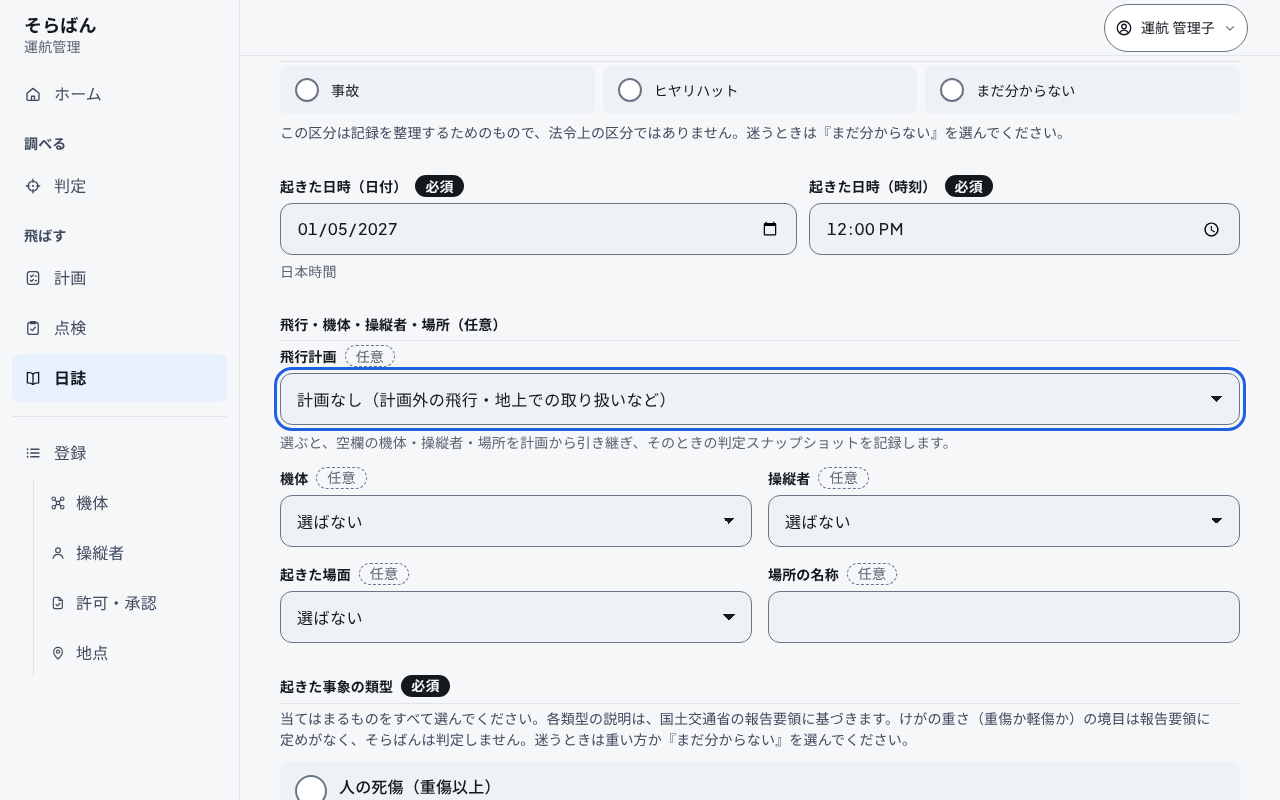 そらばん
運航管理
ホーム
調べる
判定
飛ばす
計画
点検
日誌
登録
機体
操縦者
許可・承認
地点
運航 管理子
事故
ヒヤリハット
まだ分からない
この区分は記録を整理するためのもので、法令上の区分ではありません。迷うときは『まだ分からない』を選んでください。
起きた日時（日付） 必須
起きた日時（時刻） 必須
01/05/2027
12:00 PM
日本時間
飛行・機体・操縦者・場所（任意）
飛行計画 任意
計画なし（計画外の飛行・地上での取り扱いなど）
選ぶと、空欄の機体・操縦者・場所を計画から引き継ぎ、そのときの判定スナップショットを記録します。
機体 任意
操縦者 任意
選ばない
選ばない
起きた場面 任意
場所の名称 任意
選ばない
起きた事象の類型 必須
当てはまるものをすべて選んでください。各類型の説明は、国土交通省の報告要領に基づきます。けがの重さ（重傷か軽傷か）の境目は報告要領に
定めがなく、そらばんは判定しません。迷うときは重い方か『まだ分からない』を選んでください。
人の死傷（重傷以上）